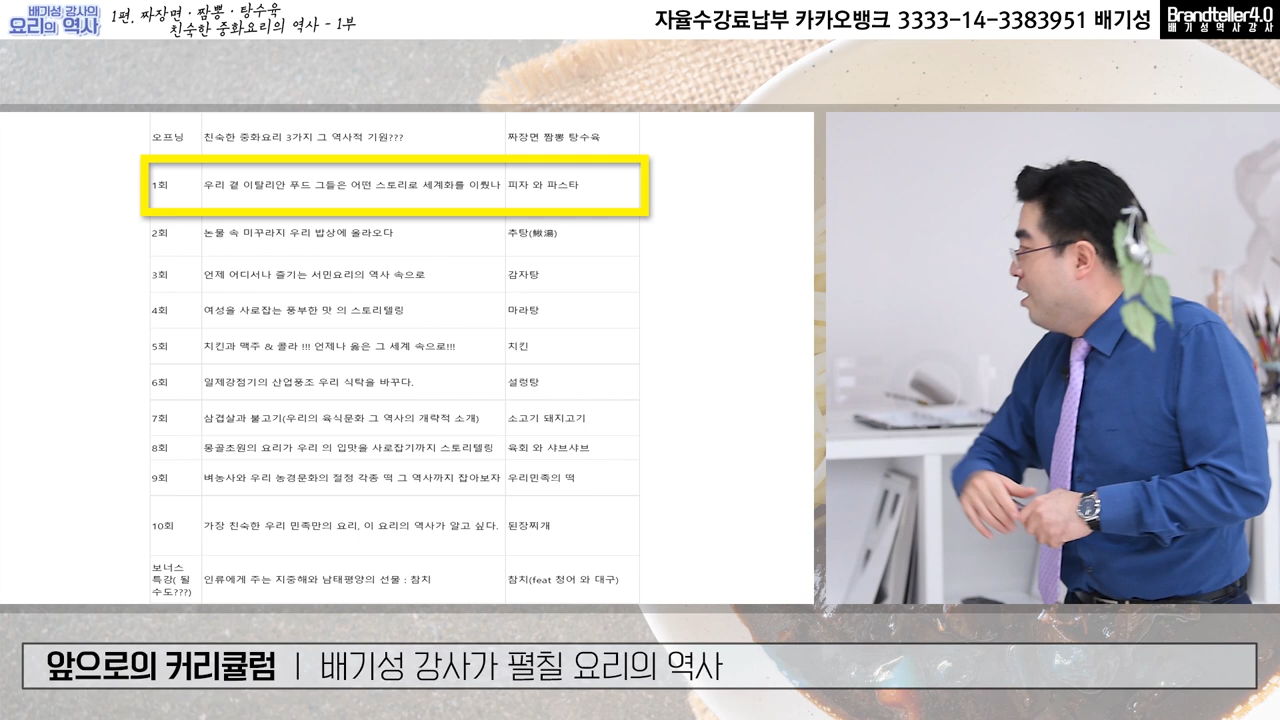 배기성 강사의
요리의 역사
1편. 짜장면 · 짬뽕 · 탕수육
친숙한 중화요리의 역사 - 1부
자율수강료납부 카카오뱅크 3333-14-3383951 배기성
Brandteller4.0
배기성역사강사
오프닝 친숙한 중화요리 3가지 그 역사적 기원??? 짜장면 짬뽕 탕수육
1회 우리 곁 이탈리안 푸드 그들은 어떤 스토리로 세계화를 이뤘나 피자 와 파스타
2회 논물 속 미꾸라지 우리 밥상에 올라오다 추탕(鰍湯)
3회 언제 어디서나 즐기는 서민요리의 역사 속으로 감자탕
4회 여성을 사로잡는 풍부한 맛 의 스토리텔링 마라탕
5회 치킨과 맥주 & 콜라 !!! 언제나 옳은 그 세계 속으로!!! 치킨
6회 일제강점기의 산업풍조 우리 식탁을 바꾸다. 설렁탕
7회 삼겹살과 불고기(우리의 육식문화 그 역사의 개략적 소개) 소고기 돼지고기
8회 몽골초원의 요리가 우리 의 입맛을 사로잡기까지 스토리텔링 육회 와 샤브샤브
9회 벼농사와 우리 농경문화의 절정 각종 떡 그 역사까지 잡아보자 우리민족의 떡
10회 가장 친숙한 우리 민족만의 요리, 이 요리의 역사가 알고 싶다. 된장찌개
보너스
특강( 될
수도???) 인류에게 주는 지중해와 남태평양의 선물 : 참치 참치(feat 청어 와 대구)
앞으로의 커리큘럼 | 배기성 강사가 펼칠 요리의 역사